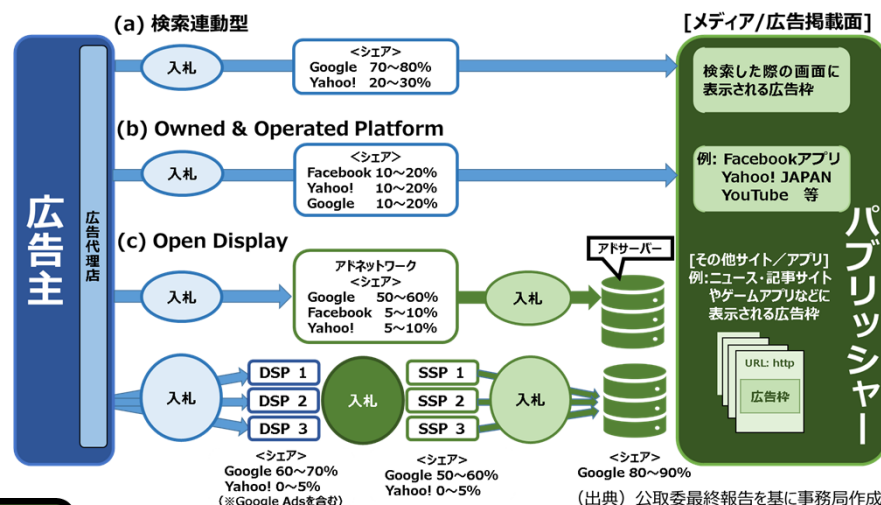 (a) 検索連動型
[メディア/広告掲載面]
広告主
広告代理店
入札
<シェア>
Google 70~80%
Yahoo! 20~30%
検索した際の画面に
表示される広告枠
(b) Owned & Operated Platform
入札
<シェア>
Facebook 10~20%
Yahoo! 10~20%
Google 10~20%
例: Facebookアプリ
Yahoo! JAPAN
YouTube 等
パブリッシャー
(c) Open Display
アドサーバー
入札
アドネットワーク
<シェア>
Google 50~60%
Facebook 5~10%
Yahoo! 5~10%
入札
[その他サイト/アプリ]
例:ニュース・記事サイト
やゲームアプリなどに
表示される広告枠
URL: http
広告枠
入札
DSP 1
DSP 2
DSP 3
入札
SSP 1
SSP 2
SSP 3
入札
<シェア>
Google 60~70%
Yahoo! 0~5%
(※Google Adsを含む)
<シェア>
Google 50~60%
Yahoo! 0~5%
<シェア>
Google 80~90%
(出典)公取委最終報告を基に事務局作成